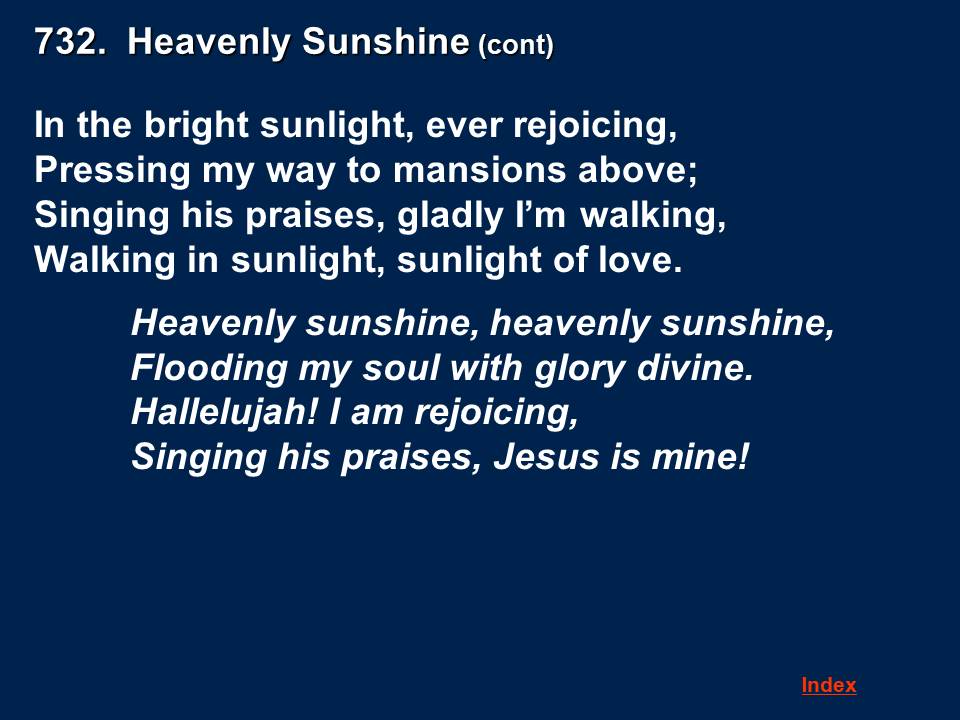 732.  Heavenly Sunshine (cont)
In the bright sunlight, ever rejoicing,
Pressing my way to mansions above;
Singing his praises, gladly I’m walking,
Walking in sunlight, sunlight of love.
Heavenly sunshine, heavenly sunshine,
Flooding my soul with glory divine.
Hallelujah! I am rejoicing,
Singing his praises, Jesus is mine!
Index